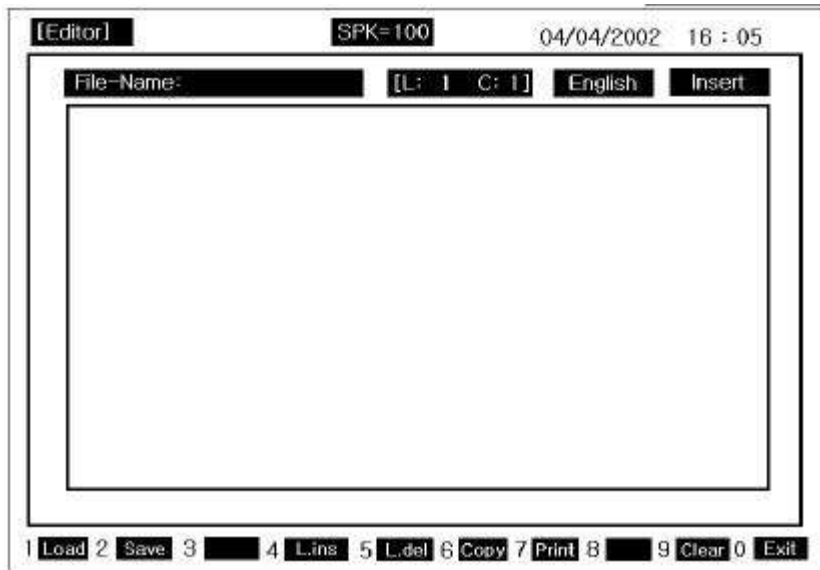 [Editor] SPK=100 04/04/2002 16 : 05
File-Name: [L: 1 C: 1] English Insert
1 Load 2 Save 3 4 L.ins 5 L.del 6 Copy 7 Print 8 9 Clear 0 Exit